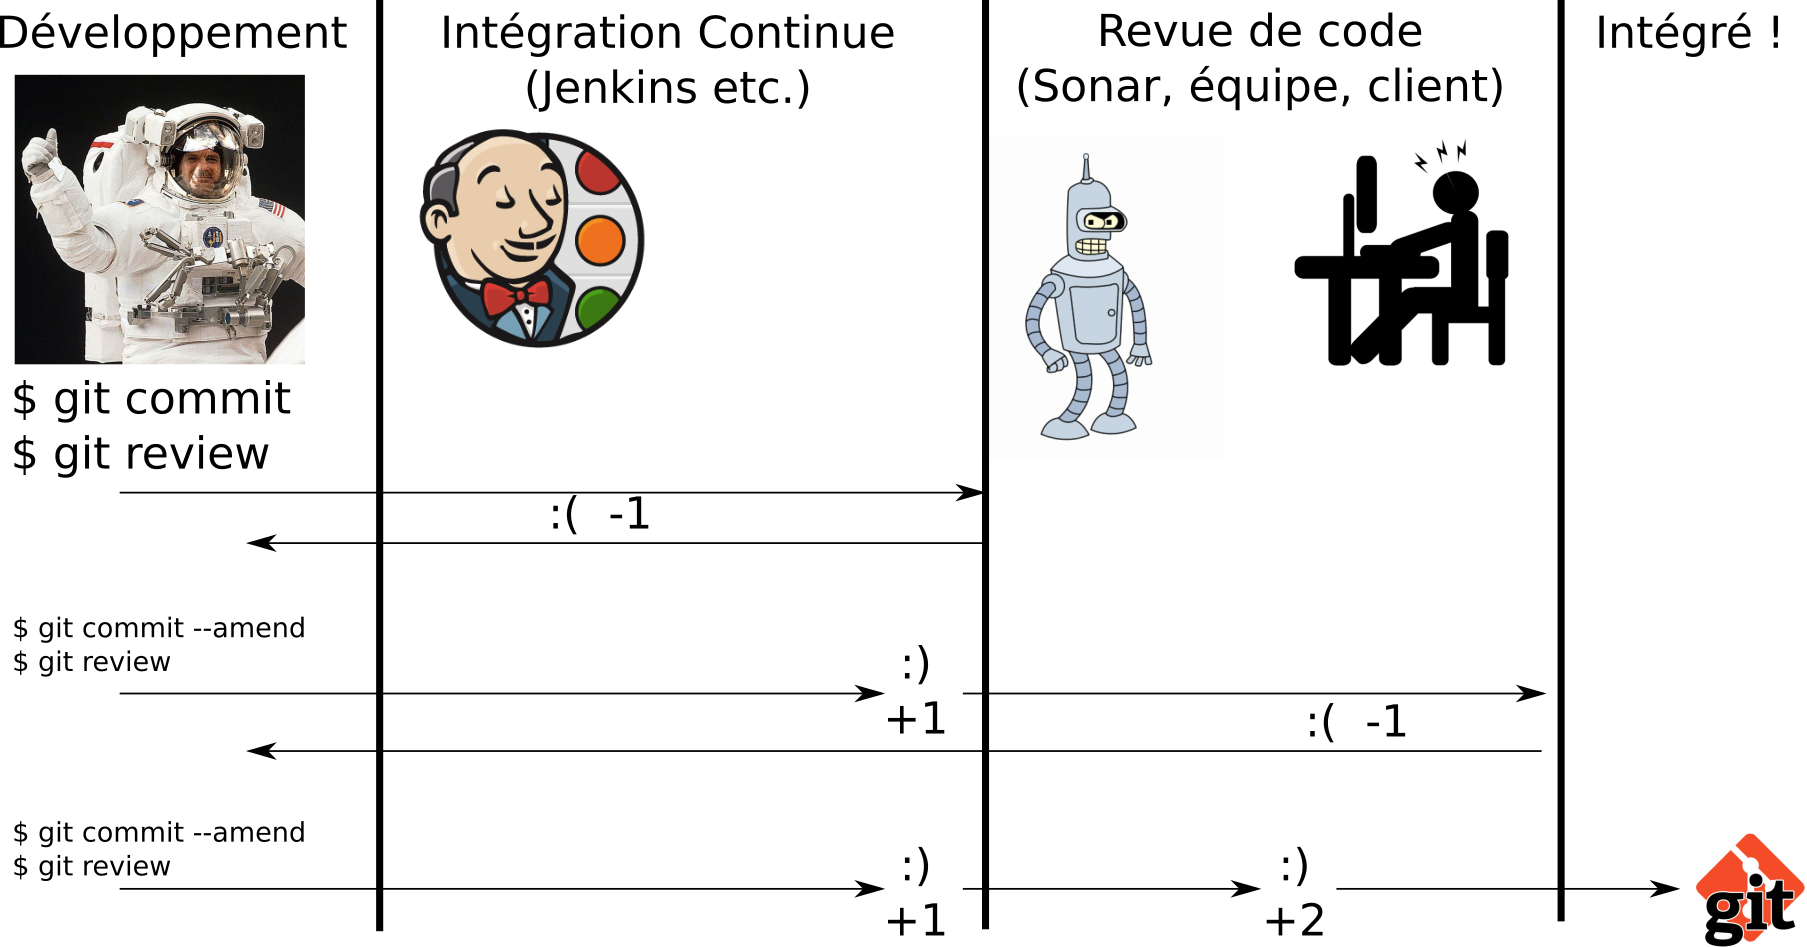 Développement
Intégration Continue
(Jenkins etc.)
Revue de code
(Sonar, équipe, client)
Intégré !
$ git commit
$ git review
:( -1
$ git commit --amend
$ git review
:)
+1
:( -1
$ git commit --amend
$ git review
:)
+1
:)
+2
git